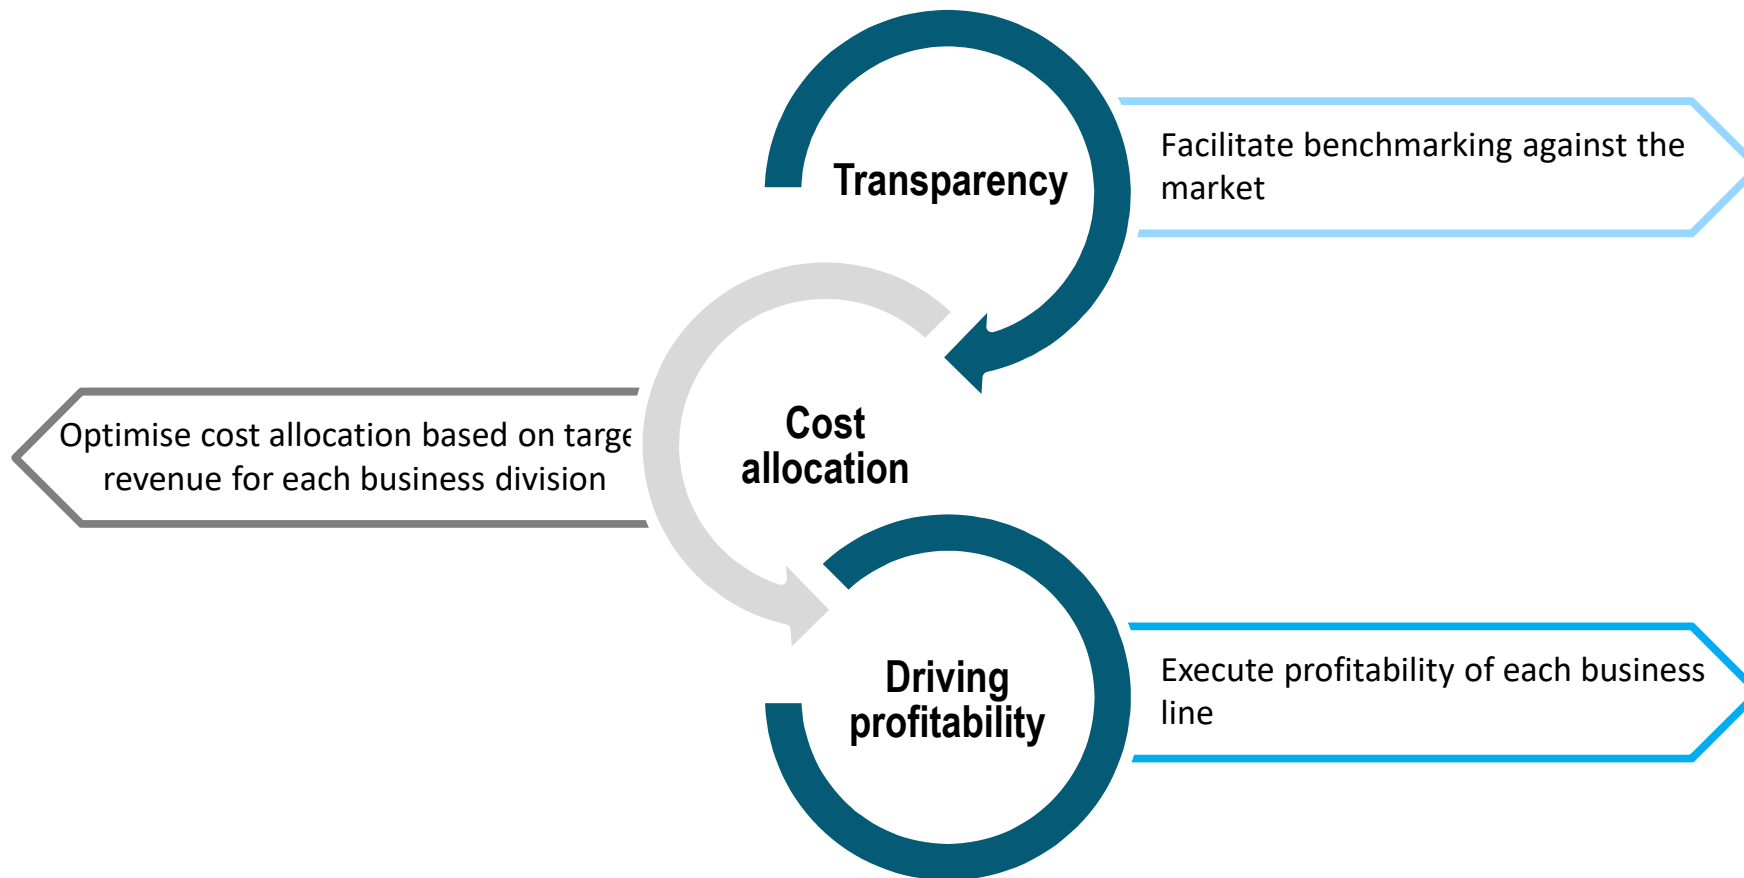 Transparency
Facilitate benchmarking against the
market
Cost
allocation
Optimise cost allocation based on targe
revenue for each business division
Driving
profitability
Execute profitability of each business
line